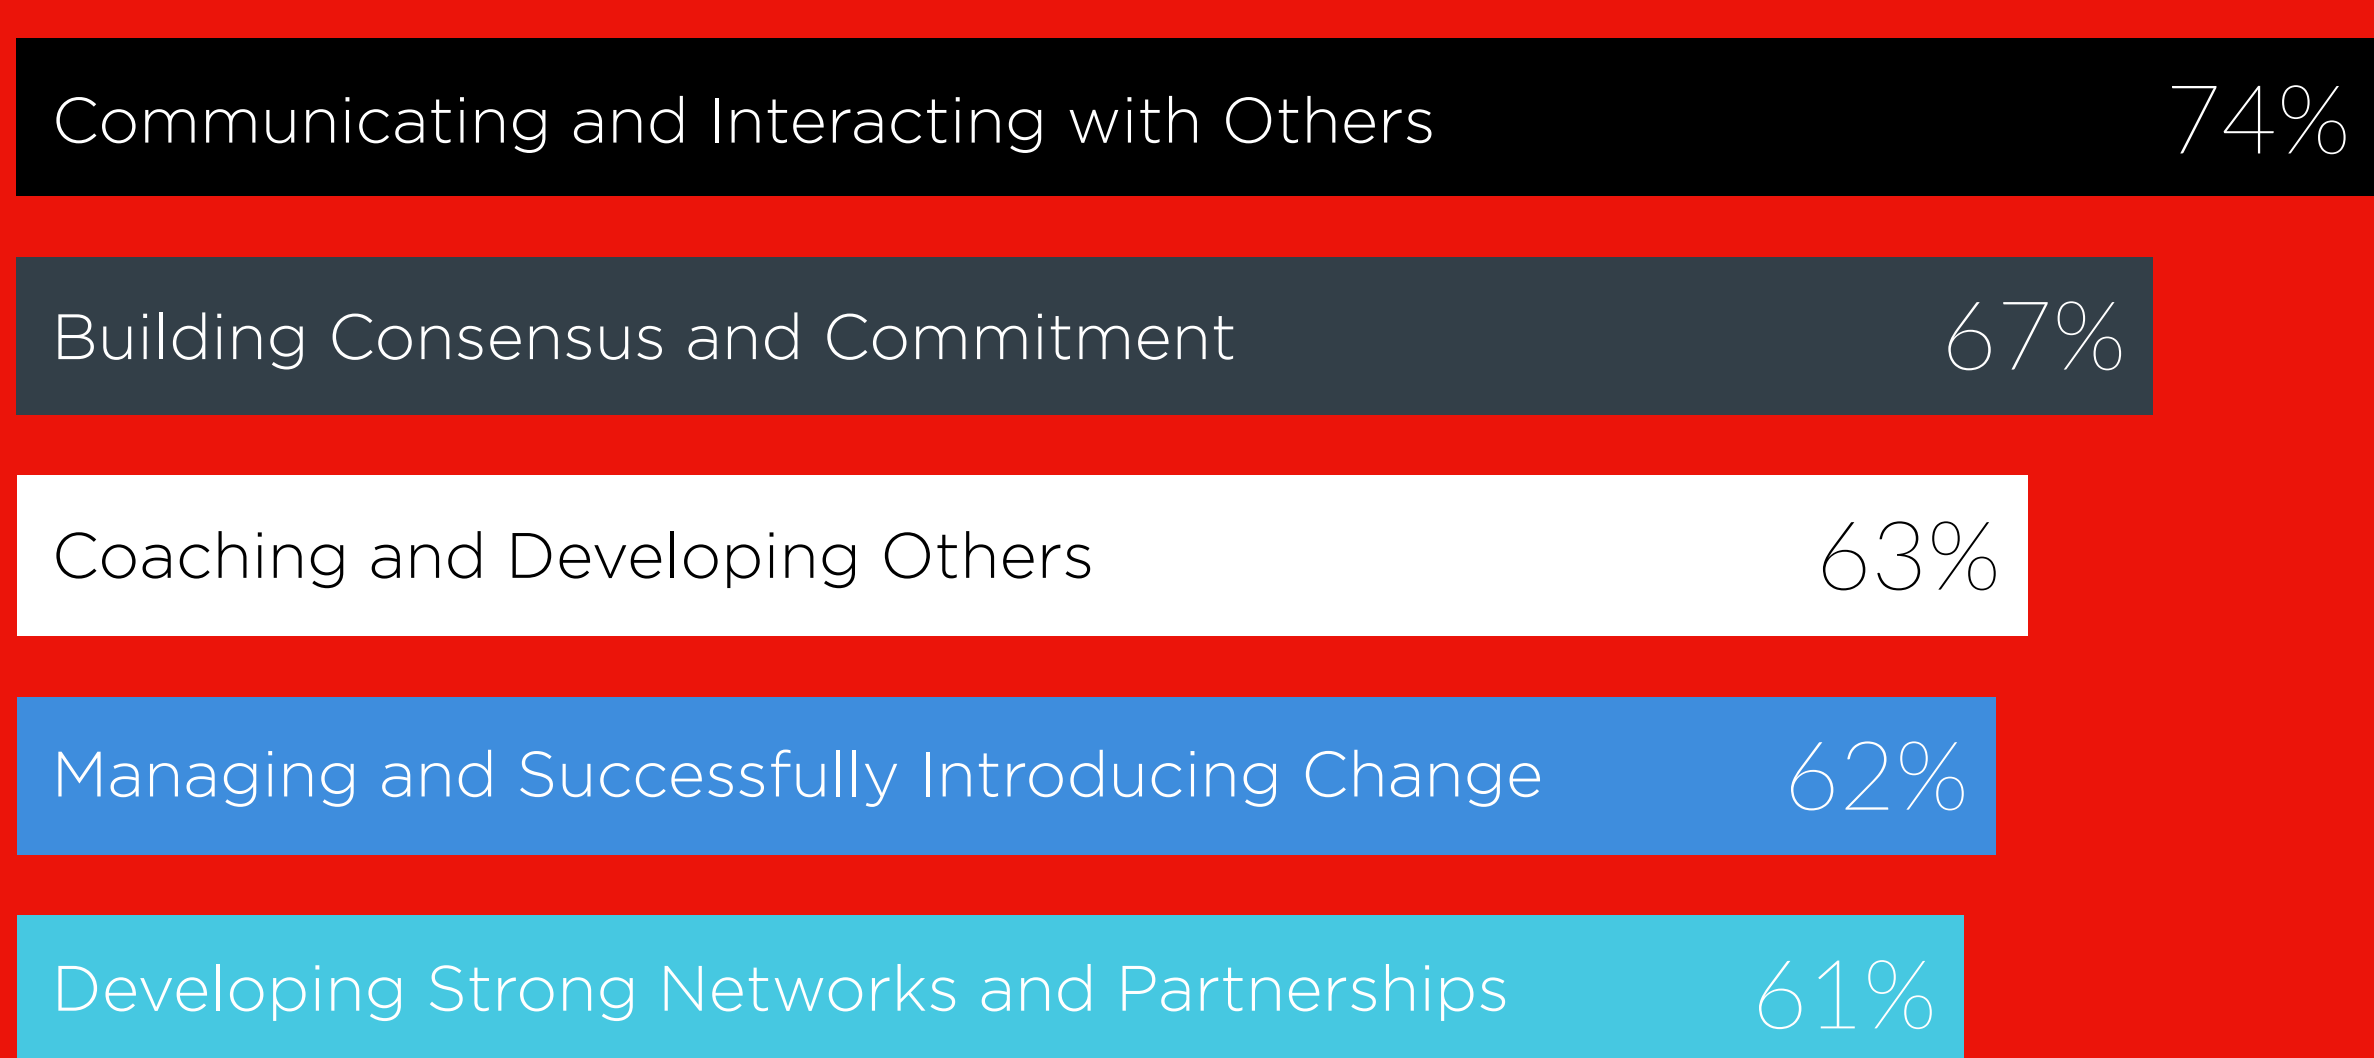 Communicating and Interacting with Others 74%
Building Consensus and Commitment 67%
Coaching and Developing Others 63%
Managing and Successfully Introducing Change 62%
Developing Strong Networks and Partnerships 61%